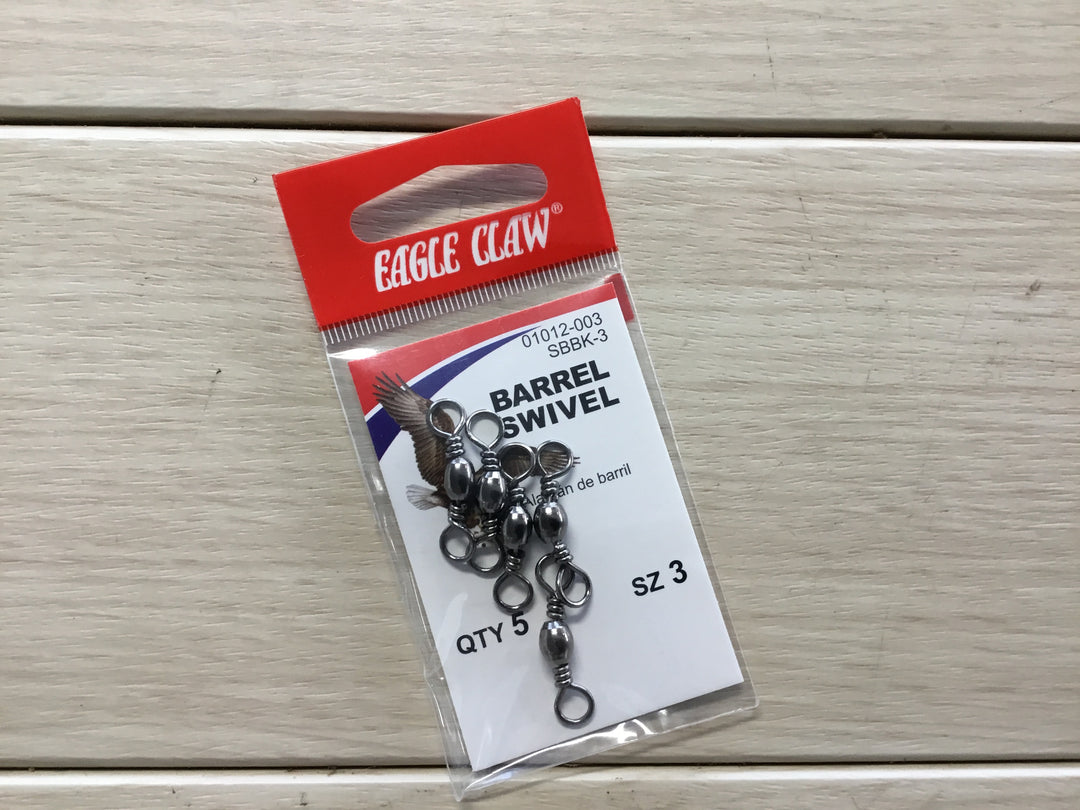 EAGLE CLAW®
01012-003
SBBK-3
BARREL
SWIVEL
de barril
SZ 3
QTY 5